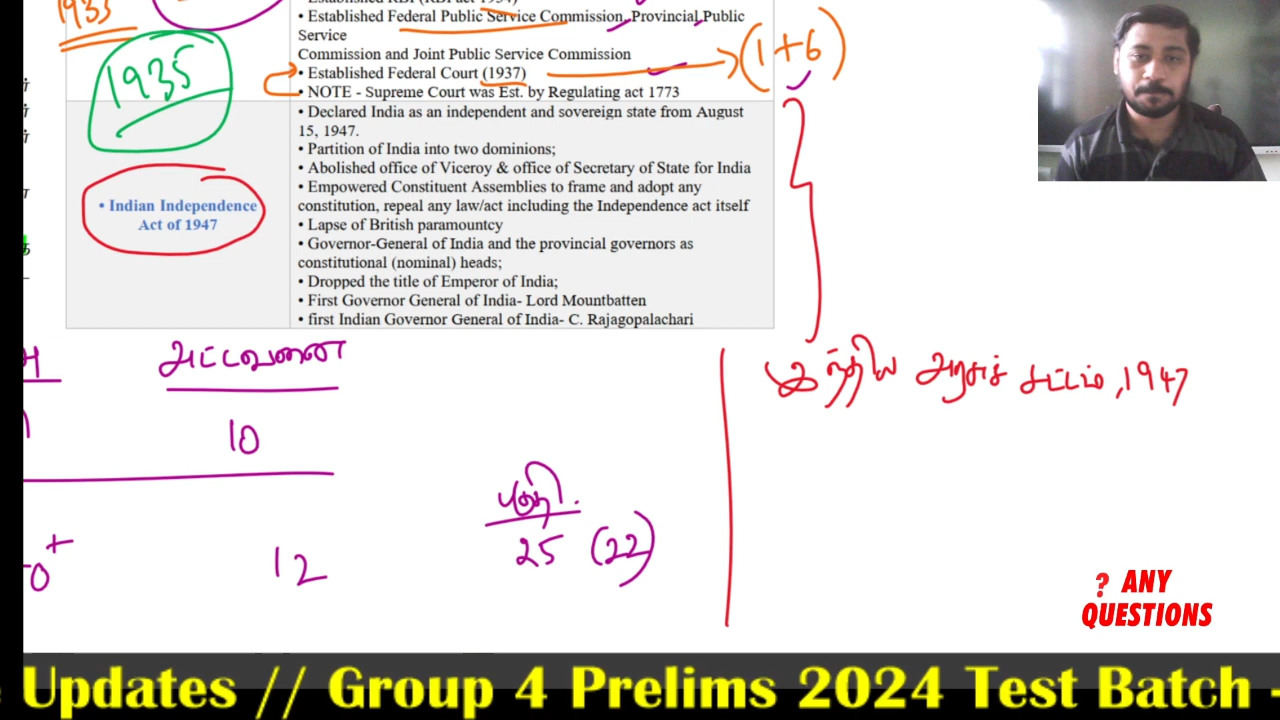 1935
• Established Federal Public Service Commission, Provincial Public
Service
Commission and Joint Public Service Commission
• Established Federal Court (1937)
(1+6)
• NOTE - Supreme Court was Est. by Regulating act 1773
1935
• Declared India as an independent and sovereign state from August
15, 1947.
• Partition of India into two dominions;
• Abolished office of Viceroy & office of Secretary of State for India
• Indian Independence
Act of 1947
• Empowered Constituent Assemblies to frame and adopt any
constitution, repeal any law/act including the Independence act itself
• Lapse of British paramountcy
• Governor-General of India and the provincial governors as
constitutional (nominal) heads;
• Dropped the title of Emperor of India;
• First Governor General of India- Lord Mountbatten
• first Indian Governor General of India- C. Rajagopalachari
அட்டவணை
இந்திய அரசுச் சட்டம், 1947
10
பகுதி.
25 (22)
12
? ANY
QUESTIONS
Updates // Group 4 Prelims 2024 Test Batch -